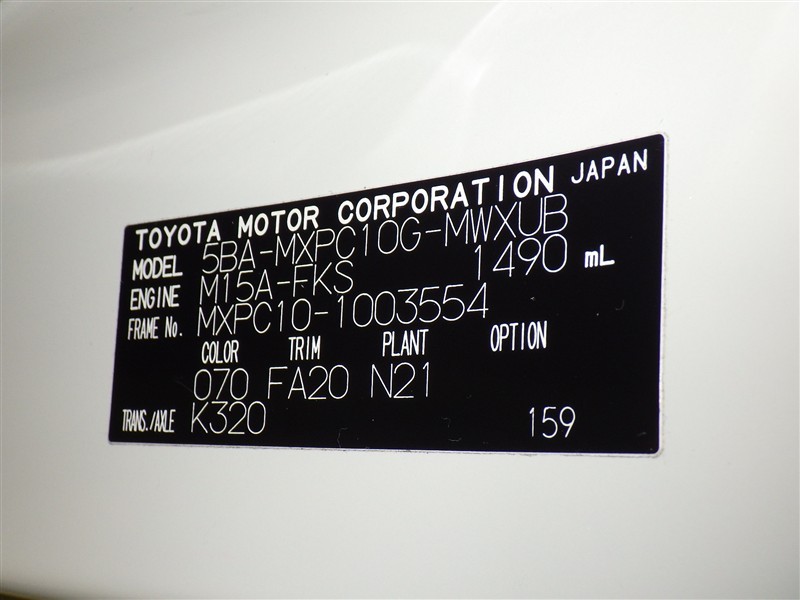 TOYOTA MOTOR CORPORATION JAPAN
MODEL 5BA-MXPC10G-MWXUB
ENGINE M15A-FKS 1490 mL
FRAME No. MXPC10-1003554
COLOR TRIM PLANT OPTION
070 FA20 N21
TRANS./AXLE K320 159